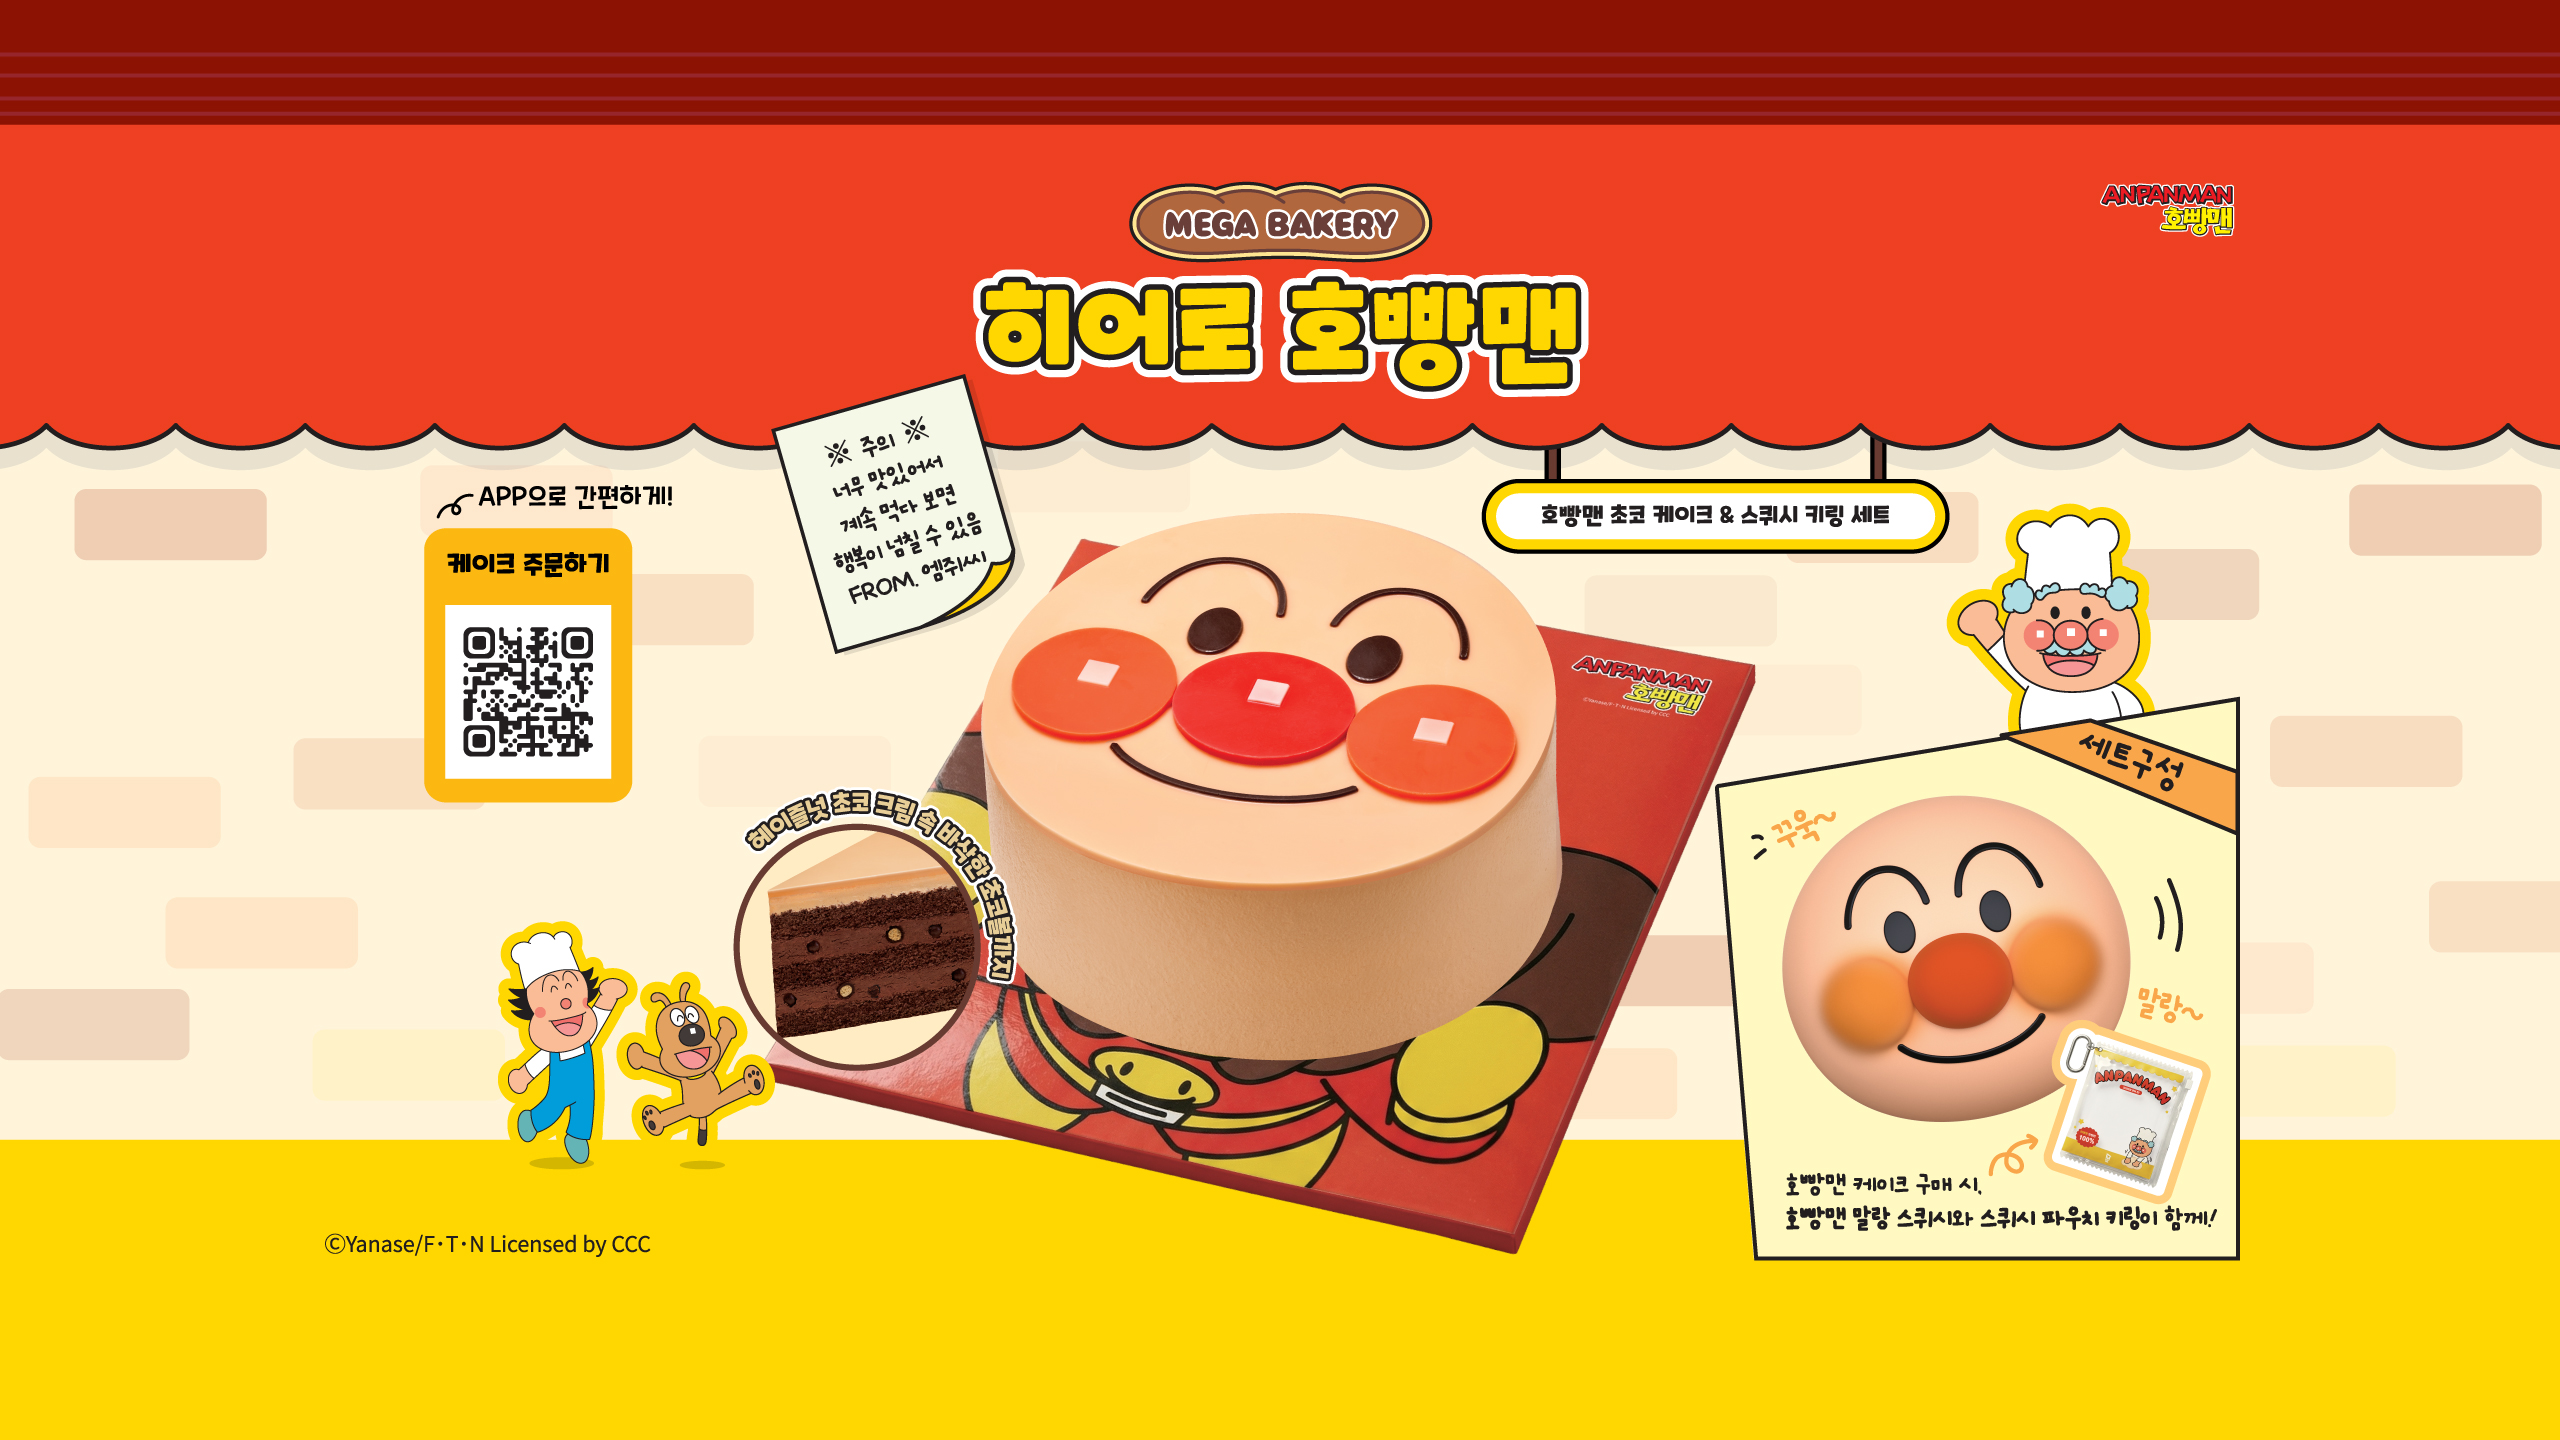 MEGA BAKERY
히어로 호빵맨
ANPANMAN
호빵맨
※ 주의 ※
너무 맛있어서
계속 먹다 보면
행복이 넘칠 수 있음
FROM. 엠쥐씨
APP으로 간편하게!
케이크 주문하기
호빵맨 초코 케이크 & 스퀴시 키링 세트
ANPANMAN
호빵맨
©Yanase/F·T·N Licensed by CCC
헤이즐넛 초코 크림 속 바삭한 초코볼까지
세트구성
꾸욱~
말랑~
ANPANMAN
100%
호빵맨 케이크 구매 시,
호빵맨 말랑 스퀴시와 스퀴시 파우치 키링이 함께!
©Yanase/F·T·N Licensed by CCC